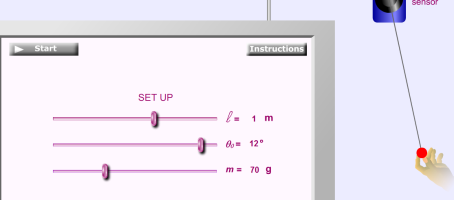 sensor
Start
Instructions
SET UP
ℓ = 1 m
θ₀ = 12°
m = 70 g